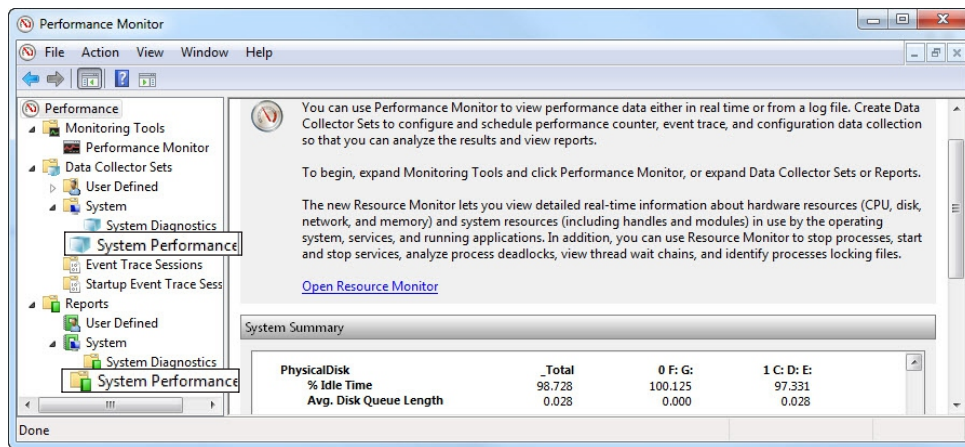 Performance Monitor
File Action View Window Help
Performance
Monitoring Tools
Performance Monitor
Data Collector Sets
User Defined
System
System Diagnostics
System Performance
Event Trace Sessions
Startup Event Trace Sess
Reports
User Defined
System
System Diagnostics
System Performance
You can use Performance Monitor to view performance data either in real time or from a log file. Create Data
Collector Sets to configure and schedule performance counter, event trace, and configuration data collection
so that you can analyze the results and view reports.
To begin, expand Monitoring Tools and click Performance Monitor, or expand Data Collector Sets or Reports.
The new Resource Monitor lets you view detailed real-time information about hardware resources (CPU, disk,
network, and memory) and system resources (including handles and modules) in use by the operating
system, services, and running applications. In addition, you can use Resource Monitor to stop processes, start
and stop services, analyze process deadlocks, view thread wait chains, and identify processes locking files.
Open Resource Monitor
System Summary
PhysicalDisk _Total 0 F: G: 1 C: D: E:
% Idle Time 98.728 100.125 97.331
Avg. Disk Queue Length 0.028 0.000 0.028
Done